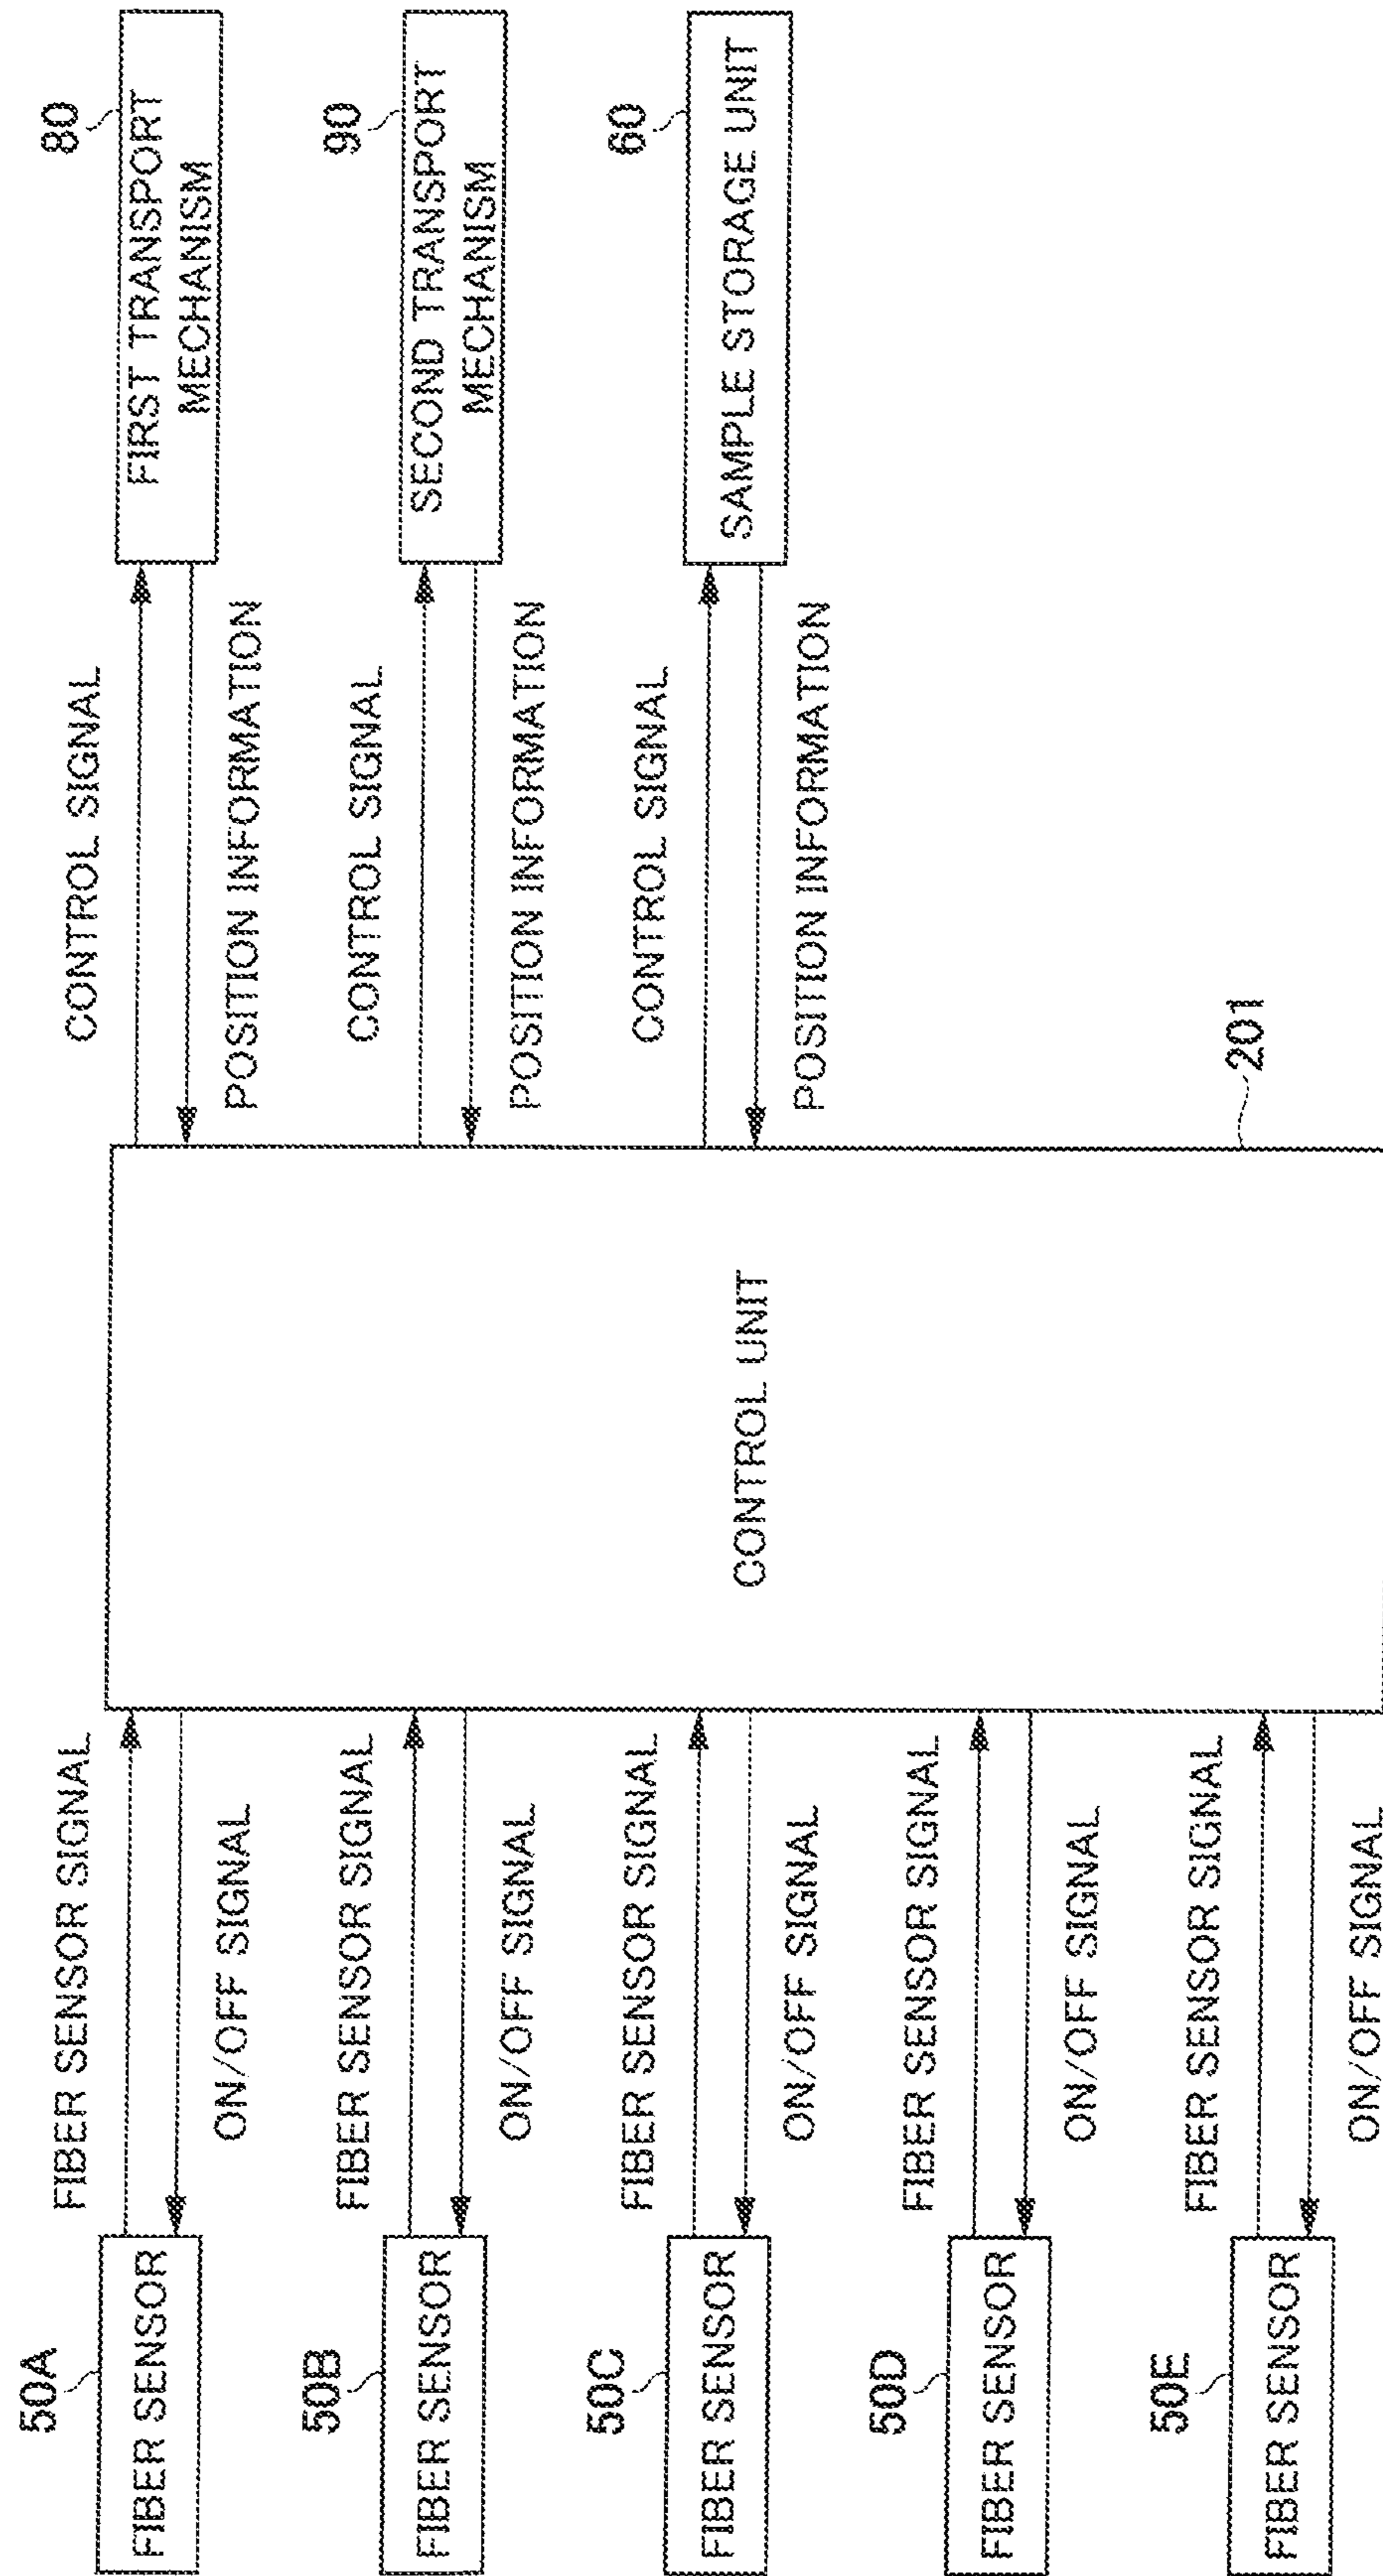 50A
FIBER SENSOR
FIBER SENSOR SIGNAL
ON/OFF SIGNAL
50B
FIBER SENSOR
FIBER SENSOR SIGNAL
ON/OFF SIGNAL
50C
FIBER SENSOR
FIBER SENSOR SIGNAL
ON/OFF SIGNAL
50D
FIBER SENSOR
FIBER SENSOR SIGNAL
ON/OFF SIGNAL
50E
FIBER SENSOR
FIBER SENSOR SIGNAL
ON/OFF SIGNAL
CONTROL UNIT
201
CONTROL SIGNAL
POSITION INFORMATION
80
FIRST TRANSPORT
MECHANISM
CONTROL SIGNAL
POSITION INFORMATION
90
SECOND TRANSPORT
MECHANISM
CONTROL SIGNAL
POSITION INFORMATION
60
SAMPLE STORAGE UNIT